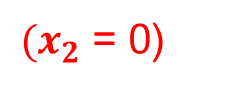 (x₂ = 0)